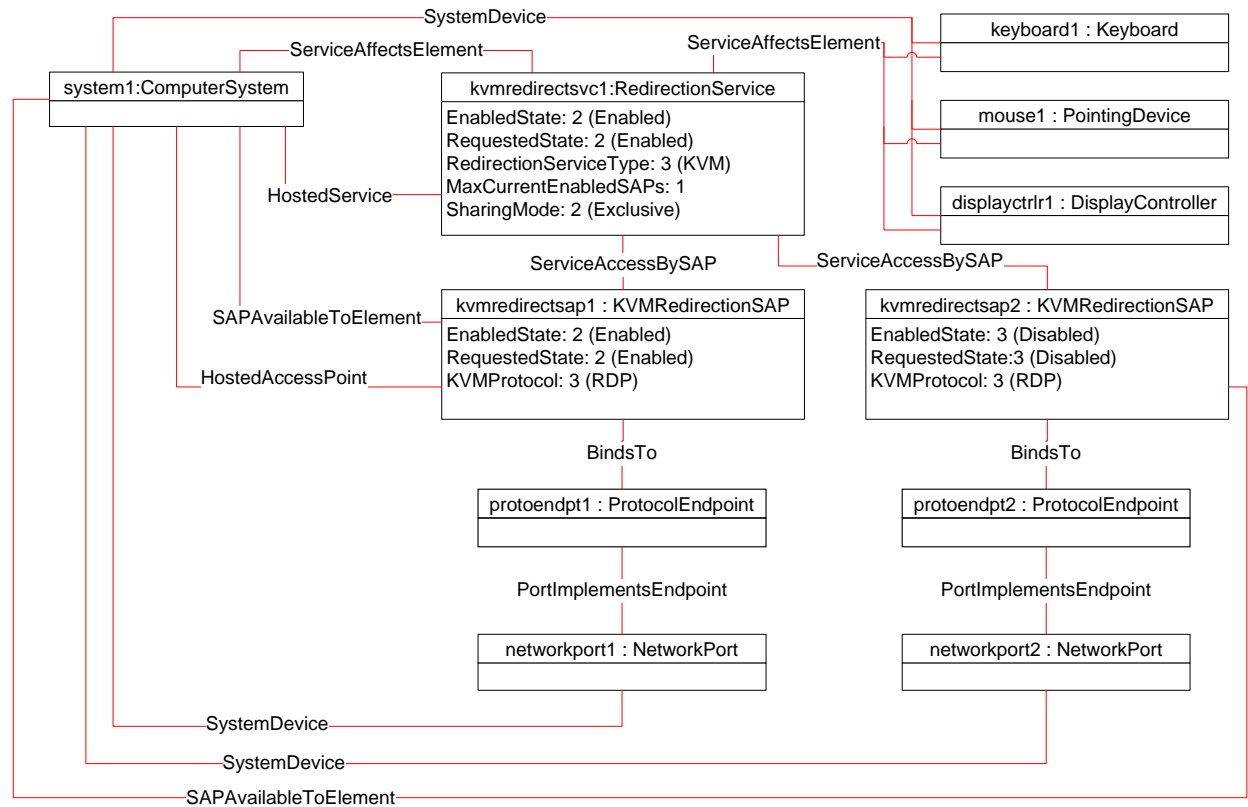 SystemDevice
keyboard1 : Keyboard
ServiceAffectsElement
ServiceAffectsElement
system1:ComputerSystem
kvmredirectsvc1:RedirectionService
EnabledState: 2 (Enabled)
RequestedState: 2 (Enabled)
RedirectionServiceType: 3 (KVM)
MaxCurrentEnabledSAPs: 1
SharingMode: 2 (Exclusive)
mouse1 : PointingDevice
displayctrlr1 : DisplayController
HostedService
ServiceAccessBySAP
ServiceAccessBySAP
kvmredirectsap1 : KVMRedirectionSAP
EnabledState: 2 (Enabled)
RequestedState: 2 (Enabled)
KVMProtocol: 3 (RDP)
kvmredirectsap2 : KVMRedirectionSAP
EnabledState: 3 (Disabled)
RequestedState:3 (Disabled)
KVMProtocol: 3 (RDP)
SAPAvailableToElement
HostedAccessPoint
BindsTo
BindsTo
protoendpt1 : ProtocolEndpoint
protoendpt2 : ProtocolEndpoint
PortImplementsEndpoint
PortImplementsEndpoint
networkport1 : NetworkPort
networkport2 : NetworkPort
SystemDevice
SystemDevice
SAPAvailableToElement